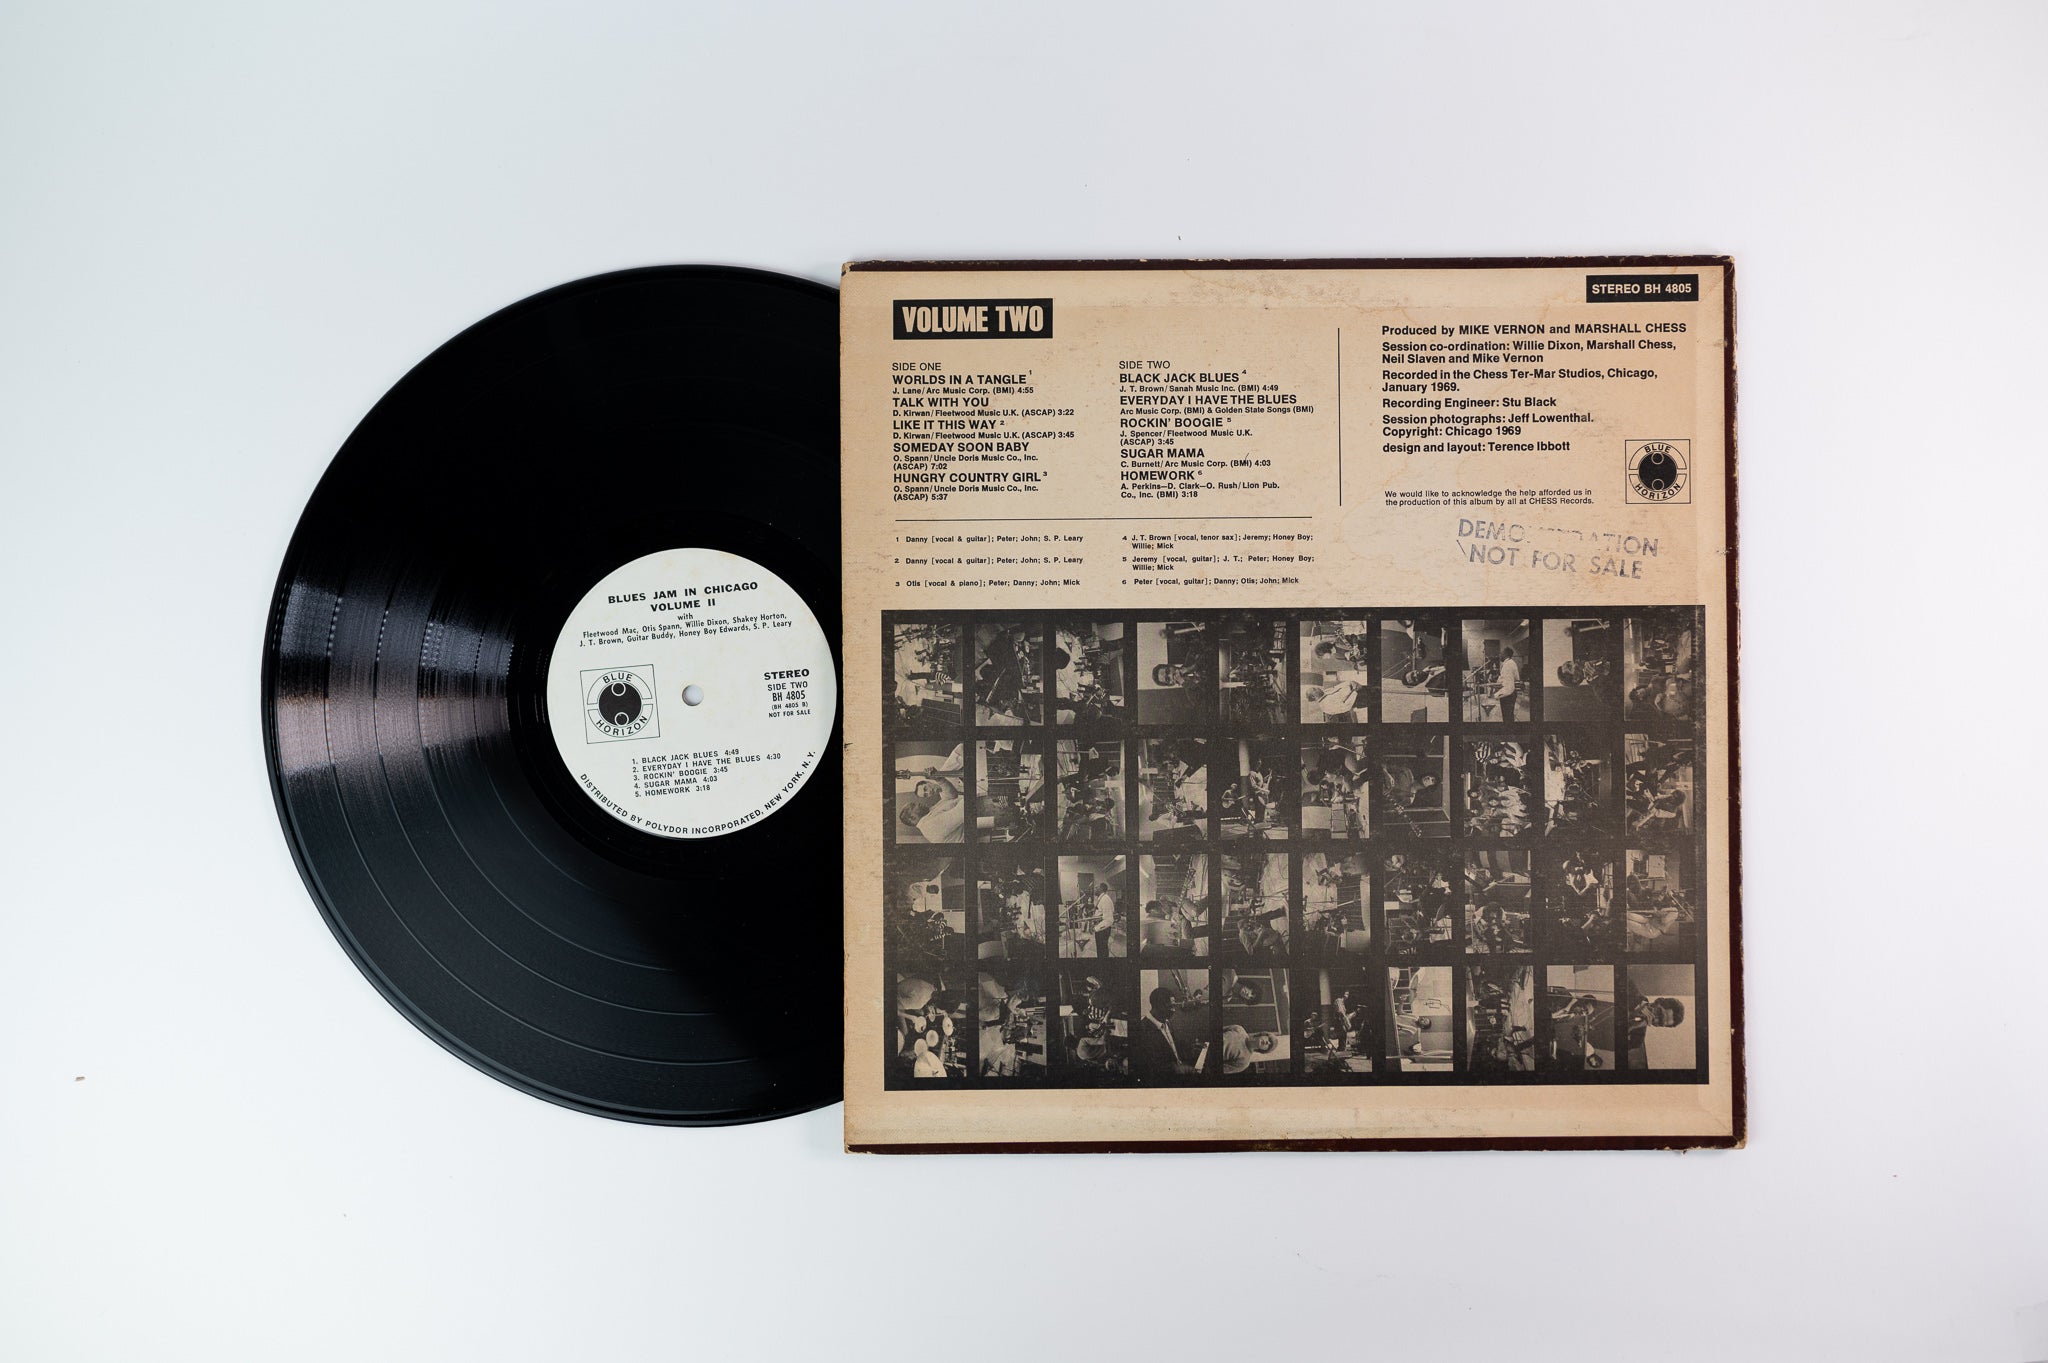 BLUES JAM IN CHICAGO
VOLUME II
with
Fleetwood Mac, Otis Spann, Willie Dixon, Shakey Horton,
J. T. Brown, Guitar Buddy, Honey Boy Edwards, S. P. Leary
BLUE
HORIZON
STEREO
SIDE TWO
BH 4805
(BH 4805 B)
NOT FOR SALE
1. BLACK JACK BLUES 4:49
2. EVERYDAY I HAVE THE BLUES 4:30
3. ROCKIN' BOOGIE 3:45
4. SUGAR MAMA 4:03
5. HOMEWORK 3:18
DISTRIBUTED BY POLYDOR INCORPORATED, NEW YORK, N. Y.
STEREO BH 4805
VOLUME TWO
SIDE ONE
WORLDS IN A TANGLE 1
J. Lane/Arc Music Corp. (BMI) 4:55
TALK WITH YOU
D. Kirwan/Fleetwood Music U.K. (ASCAP) 3:22
LIKE IT THIS WAY 2
D. Kirwan/Fleetwood Music U.K. (ASCAP) 3:45
SOMEDAY SOON BABY
O. Spann/Uncle Doris Music Co., Inc.
(ASCAP) 7:02
HUNGRY COUNTRY GIRL 3
O. Spann/Uncle Doris Music Co., Inc.
(ASCAP) 5:37
SIDE TWO
BLACK JACK BLUES 4
J. T. Brown/Sanah Music Inc. (BMI) 4:49
EVERYDAY I HAVE THE BLUES
Arc Music Corp. (BMI) & Golden State Songs (BMI)
ROCKIN' BOOGIE 5
J. Spencer/Fleetwood Music U.K.
(ASCAP) 3:45
SUGAR MAMA
C. Burnett/Arc Music Corp. (BMI) 4:03
HOMEWORK 6
A. Perkins—D. Clark—O. Rush/Lion Pub.
Co., Inc. (BMI) 3:18
1 Danny [vocal & guitar]; Peter; John; S. P. Leary
2 Danny [vocal & guitar]; Peter; John; S. P. Leary
3 Otis [vocal & piano]; Peter; Danny; John; Mick
4 J. T. Brown [vocal, tenor sax]; Jeremy; Honey Boy;
Willie; Mick
5 Jeremy [vocal, guitar]; J. T.; Peter; Honey Boy;
Willie; Mick
6 Peter [vocal, guitar]; Danny; Otis; John; Mick
Produced by MIKE VERNON and MARSHALL CHESS
Session co-ordination: Willie Dixon, Marshall Chess,
Neil Slaven and Mike Vernon
Recorded in the Chess Ter-Mar Studios, Chicago,
January 1969.
Recording Engineer: Stu Black
Session photographs: Jeff Lowenthal.
Copyright: Chicago 1969
design and layout: Terence Ibbott
BLUE
HORIZON
We would like to acknowledge the help afforded us in
the production of this album by all at CHESS Records.
DEMONSTRATION
NOT FOR SALE